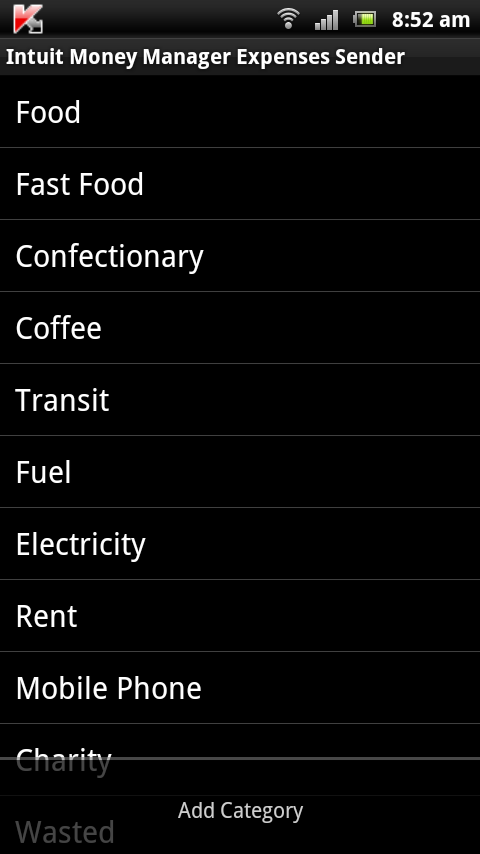 8:52 am
Intuit Money Manager Expenses Sender
Food
Fast Food
Confectionary
Coffee
Transit
Fuel
Electricity
Rent
Mobile Phone
Charity
Add Category
Wasted